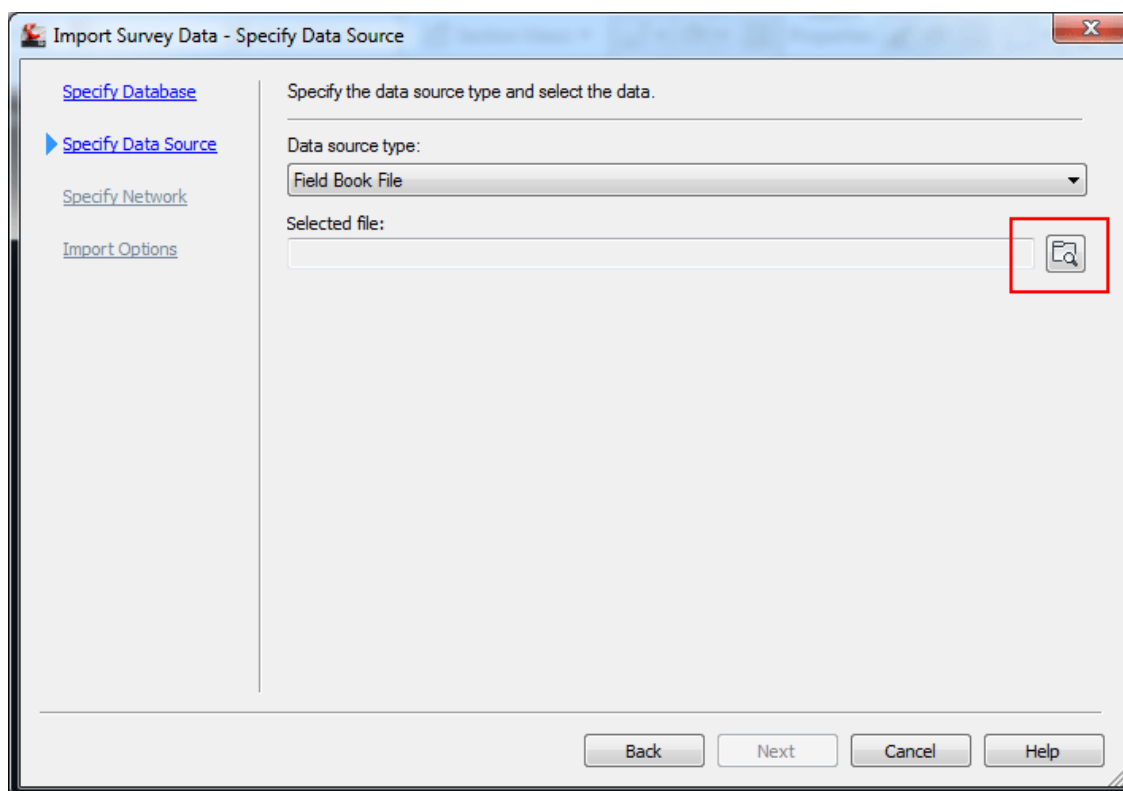 Import Survey Data - Specify Data Source
Specify Database
Specify Data Source
Specify Network
Import Options
Specify the data source type and select the data.
Data source type:
Field Book File
Selected file:
Back
Next
Cancel
Help